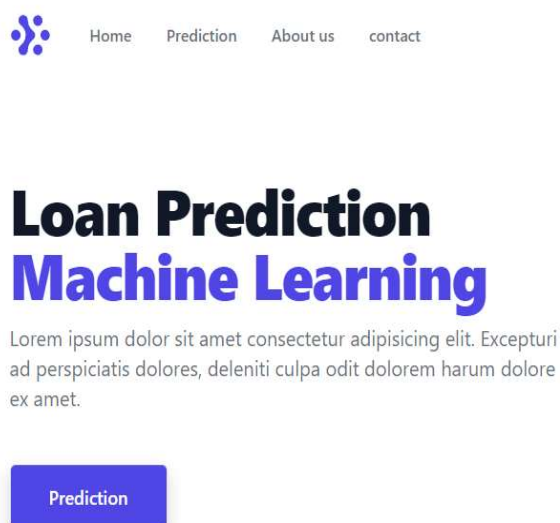 Home Prediction About us contact
Loan Prediction
Machine Learning
Lorem ipsum dolor sit amet consectetur adipisicing elit. Excepturi
ad perspiciatis dolores, deleniti culpa odit dolorem harum dolore
ex amet.
Prediction